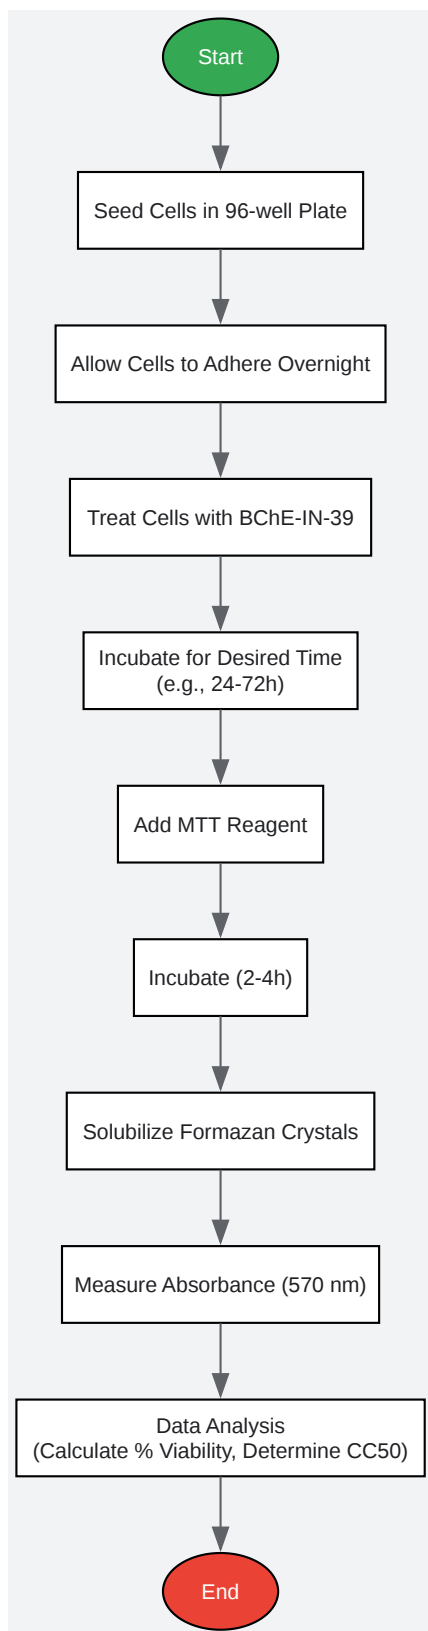 Start
Seed Cells in 96-well Plate
Allow Cells to Adhere Overnight
Treat Cells with BChE-IN-39
Incubate for Desired Time
(e.g., 24-72h)
Add MTT Reagent
Incubate (2-4h)
Solubilize Formazan Crystals
Measure Absorbance (570 nm)
Data Analysis
(Calculate % Viability, Determine CC50)
End